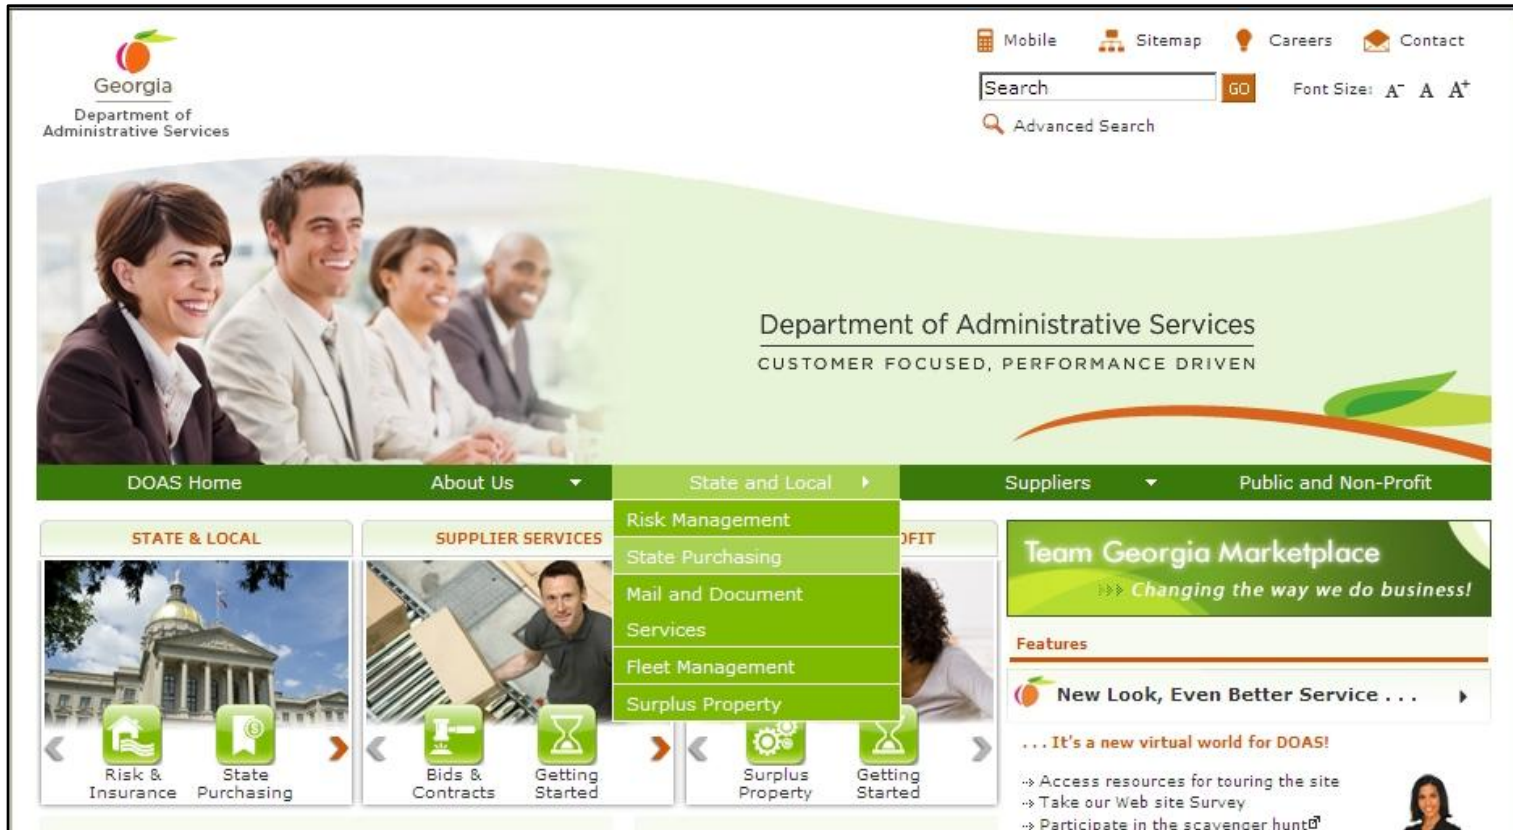 Mobile
Sitemap
Careers
Contact
Georgia
Department of
Administrative Services
Search
GO
Font Size: A- A A+
Advanced Search
Department of Administrative Services
CUSTOMER FOCUSED, PERFORMANCE DRIVEN
DOAS Home
About Us
State and Local
Suppliers
Public and Non-Profit
Risk Management
State Purchasing
Mail and Document
Services
Fleet Management
Surplus Property
STATE & LOCAL
SUPPLIER SERVICES
Risk &
Insurance
State
Purchasing
Bids &
Contracts
Getting
Started
Surplus
Property
Getting
Started
Team Georgia Marketplace
Changing the way we do business!
Features
New Look, Even Better Service . . .
. . . It's a new virtual world for DOAS!
Access resources for touring the site
Take our Web site Survey
Participate in the scavenger hunt